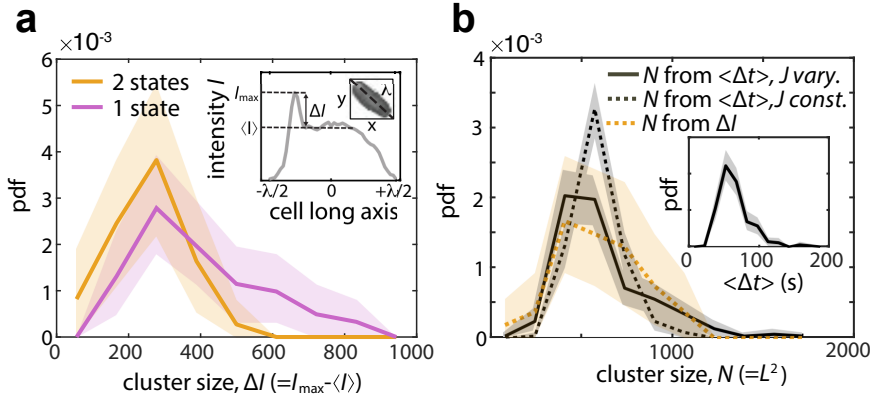 a
×10⁻³
6
5
4
3
2
1
0
pdf
2 states
1 state
intensity I
Imax
⟨I⟩
ΔI
y
λ
x
-λ/2
0
+λ/2
cell long axis
0
200
400
600
800
1000
cluster size, ΔI (=Imax-⟨I⟩)
b
×10⁻³
4
3
2
1
0
pdf
N from <Δt>, J vary.
N from <Δt>, J const.
N from ΔI
pdf
0
100
200
<Δt> (s)
1000
2000
cluster size, N (=L²)